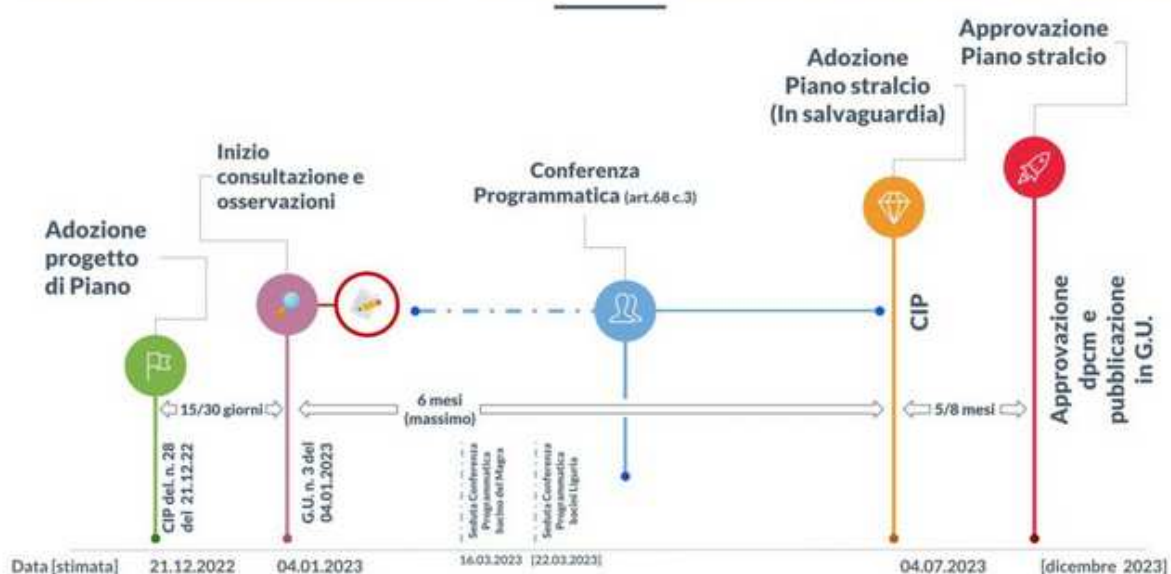 Adozione
progetto
di Piano
Inizio
consultazione e
osservazioni
Conferenza
Programmatica (art.68 c.3)
Adozione
Piano stralcio
(In salvaguardia)
Approvazione
Piano stralcio
15/30 giorni
6 mesi
(massimo)
5/8 mesi
CIP del. n. 28
del 21.12.22
G.U. n. 3 del
04.01.2023
Seduta Conferenza
Programmatica
bacino del Magra
Seduta Conferenza
Programmatica
bacini Liguria
CIP
Approvazione
dpcm e
pubblicazione
in G.U.
Data [stimata]
21.12.2022
04.01.2023
16.03.2023
[22.03.2023]
04.07.2023
[dicembre 2023]